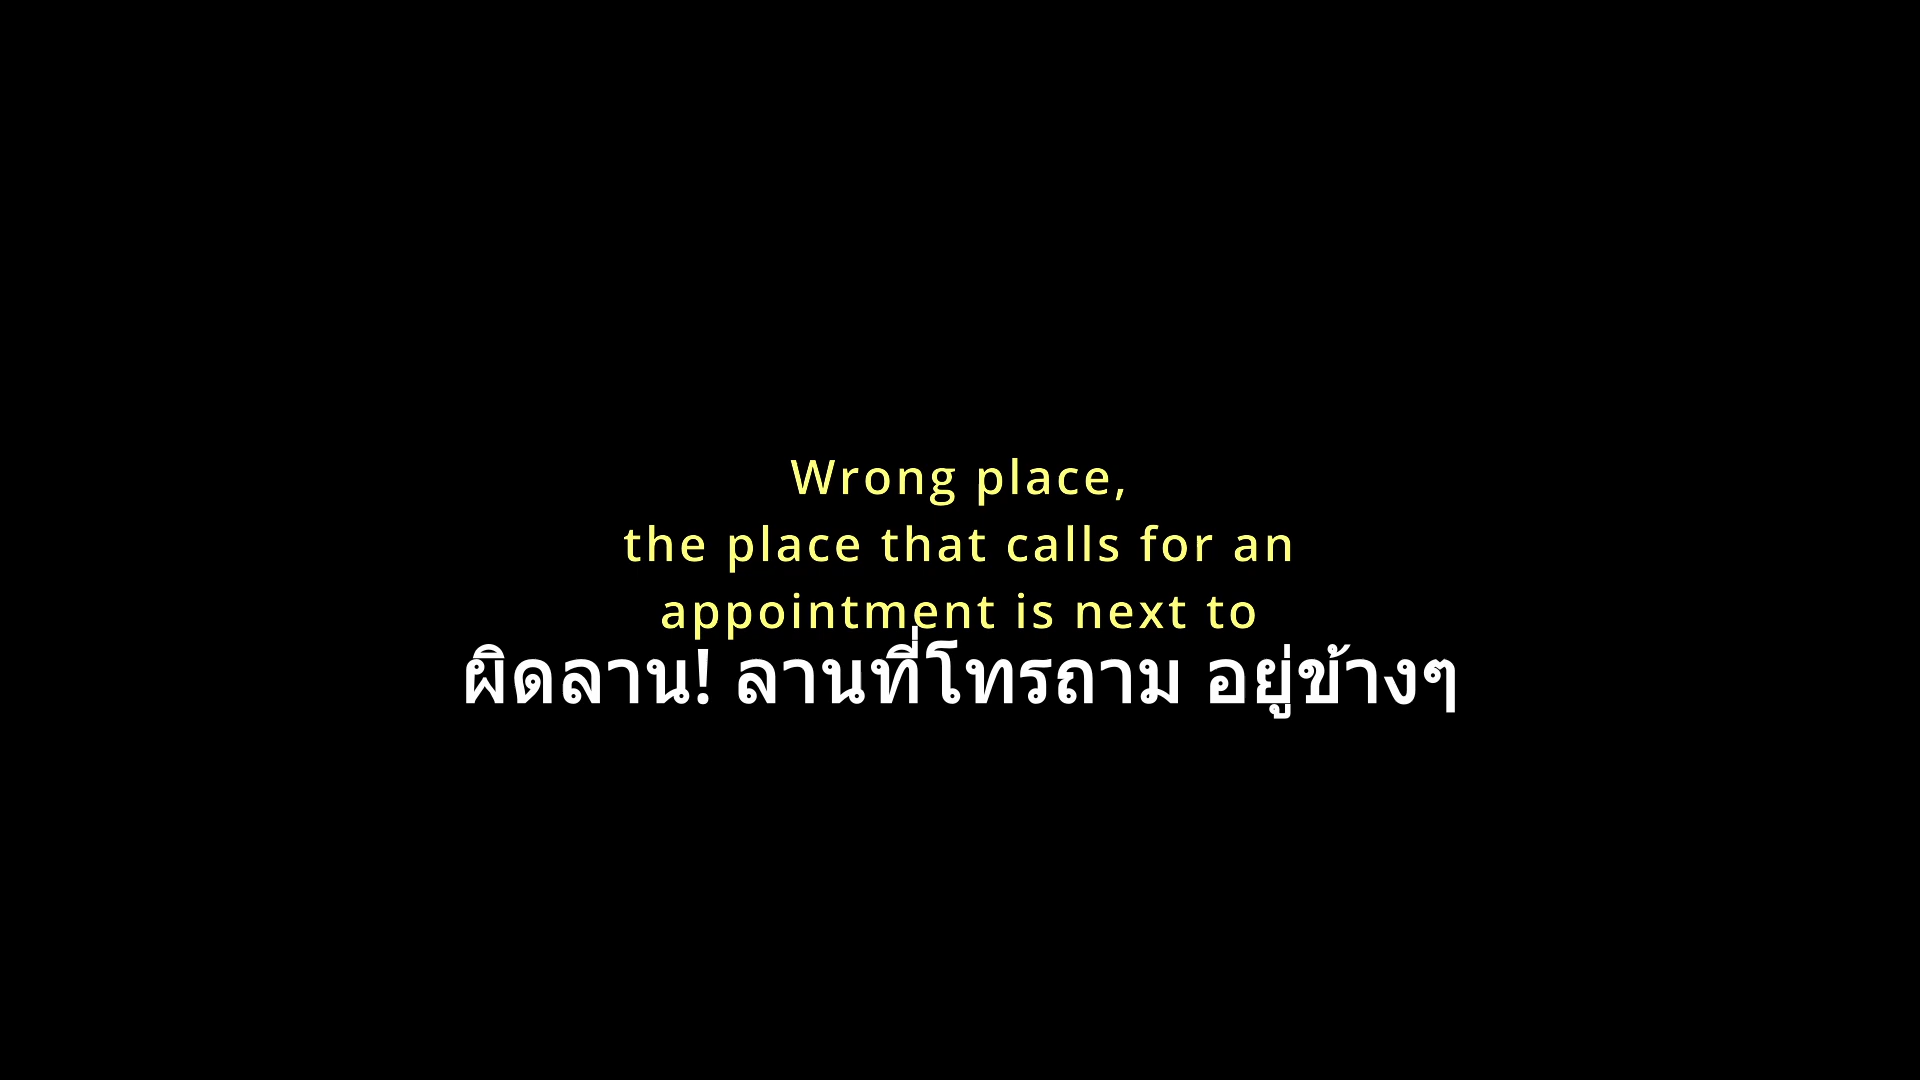 Wrong place,
the place that calls for an
appointment is next to
ผิดลาน! ลานที่โทรถาม อยู่ข้างๆ